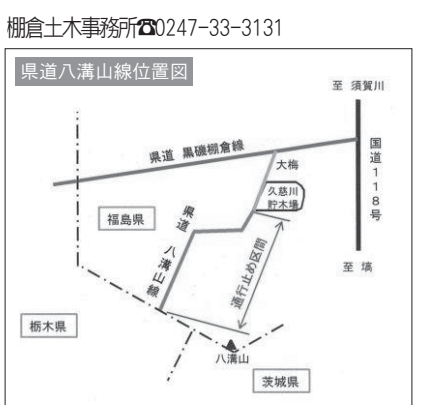 棚倉土木事務所☎0247-33-3131
県道八溝山線位置図
至 須賀川
県道 黒磯棚倉線
大梅
国道118号
久慈川
貯木場
福島県
県道 八溝山線
通行止め区間
至 塙
栃木県
八溝山
茨城県